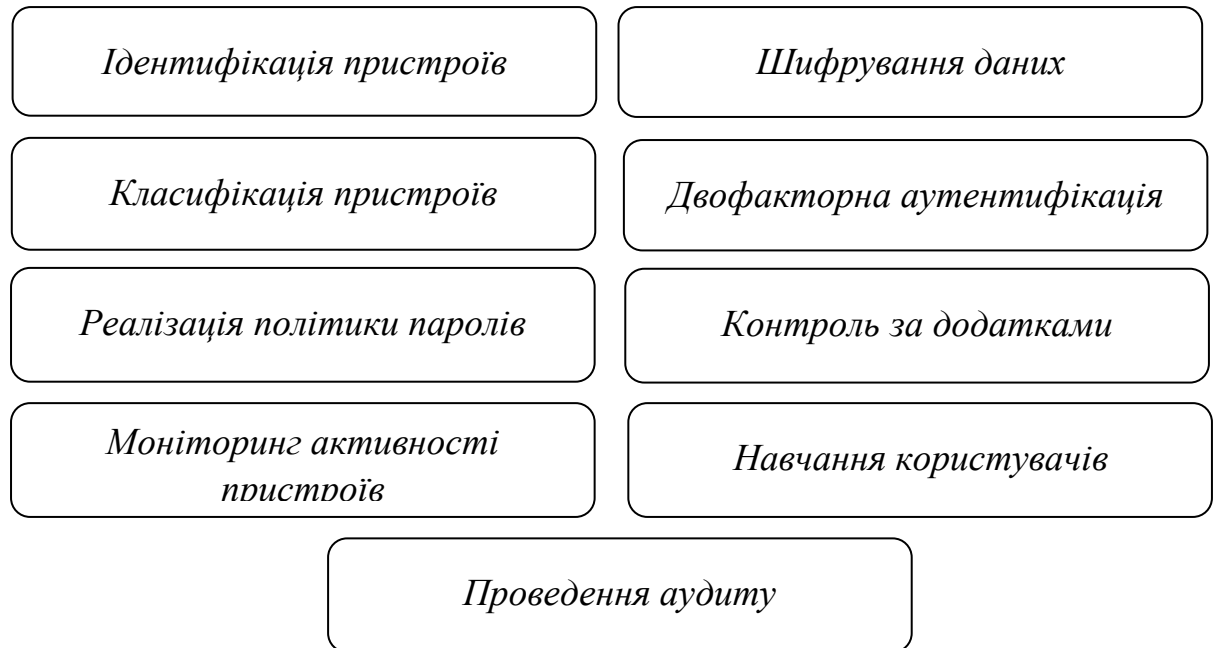 Ідентифікація пристроїв
Шифрування даних
Класифікація пристроїв
Двофакторна аутентифікація
Реалізація політики паролів
Контроль за додатками
Моніторинг активності
пристроїв
Навчання користувачів
Проведення аудиту